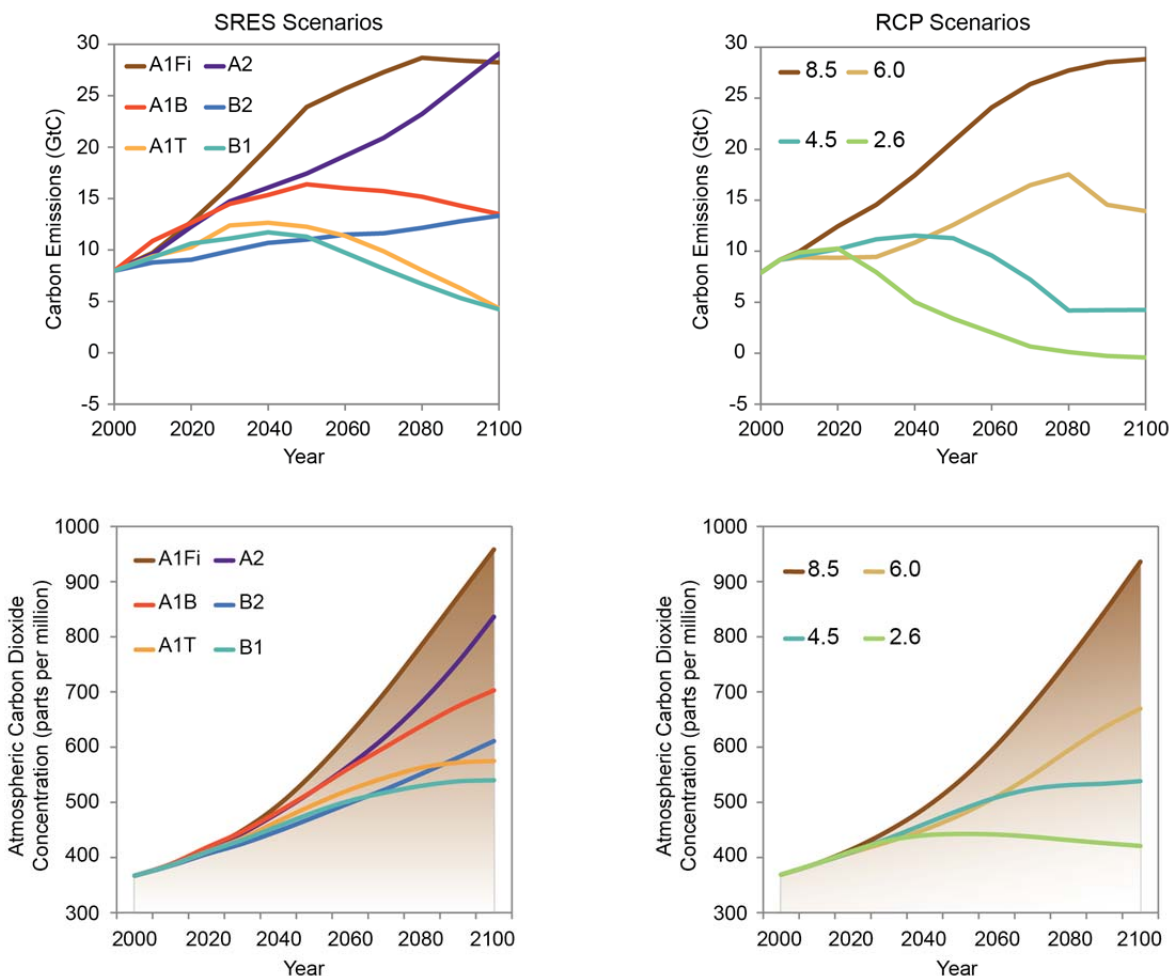 SRES Scenarios
30
25
20
15
10
5
0
-5
Carbon Emissions (GtC)
A1Fi A2
A1B B2
A1T B1
2000 2020 2040 2060 2080 2100
Year
RCP Scenarios
30
25
20
15
10
5
0
-5
Carbon Emissions (GtC)
8.5 6.0
4.5 2.6
2000 2020 2040 2060 2080 2100
Year
1000
900
800
700
600
500
400
300
Atmospheric Carbon Dioxide
Concentration (parts per million)
A1Fi A2
A1B B2
A1T B1
2000 2020 2040 2060 2080 2100
Year
1000
900
800
700
600
500
400
300
Atmospheric Carbon Dioxide
Concentration (parts per million)
8.5 6.0
4.5 2.6
2000 2020 2040 2060 2080 2100
Year